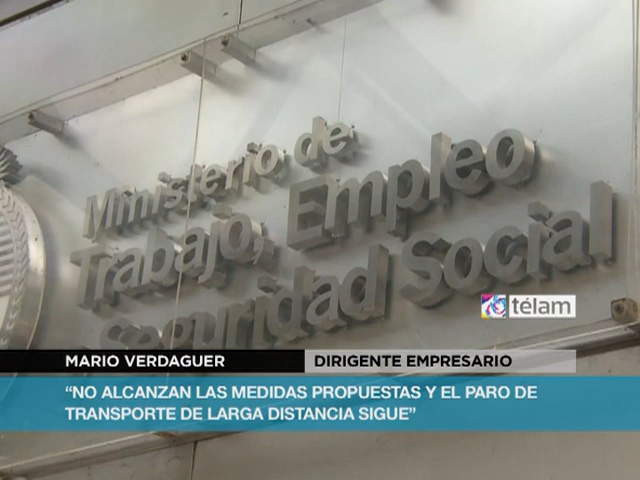 Ministerio de
Trabajo, Empleo
Seguridad Social
télam
MARIO VERDAGUER
DIRIGENTE EMPRESARIO
“NO ALCANZAN LAS MEDIDAS PROPUESTAS Y EL PARO DE
TRANSPORTE DE LARGA DISTANCIA SIGUE”